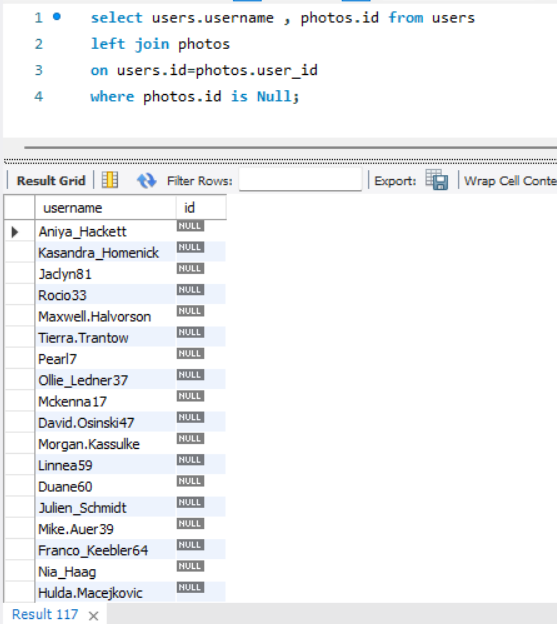 1 select users.username , photos.id from users
2 left join photos
3 on users.id=photos.user_id
4 where photos.id is Null;
Result Grid Filter Rows: Export: Wrap Cell Conte
username id
Aniya_Hackett NULL
Kasandra_Homenick NULL
Jaclyn81 NULL
Rocio33 NULL
Maxwell.Halvorson NULL
Tierra.Trantow NULL
Pearl7 NULL
Ollie_Ledner37 NULL
Mckenna17 NULL
David.Osinski47 NULL
Morgan.Kassulke NULL
Linnea59 NULL
Duane60 NULL
Julien_Schmidt NULL
Mike.Auer39 NULL
Franco_Keebler64 NULL
Nia_Haag NULL
Hulda.Macejkovic NULL
Result 117